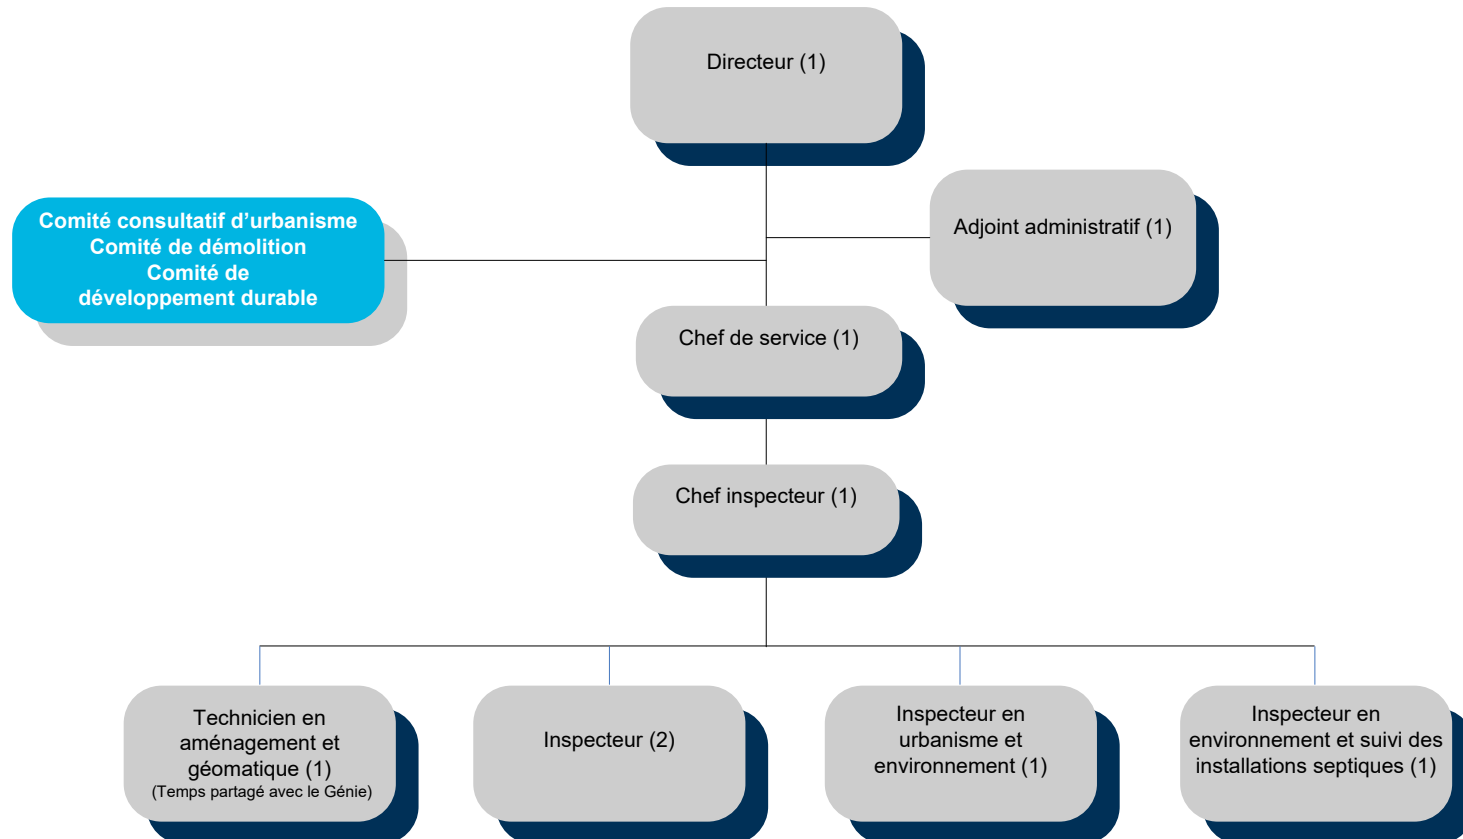 Directeur (1)
Comité consultatif d’urbanisme
Comité de démolition
Comité de
développement durable
Adjoint administratif (1)
Chef de service (1)
Chef inspecteur (1)
Technicien en
aménagement et
géomatique (1)
(Temps partagé avec le Génie)
Inspecteur (2)
Inspecteur en
urbanisme et
environnement (1)
Inspecteur en
environnement et suivi des
installations septiques (1)